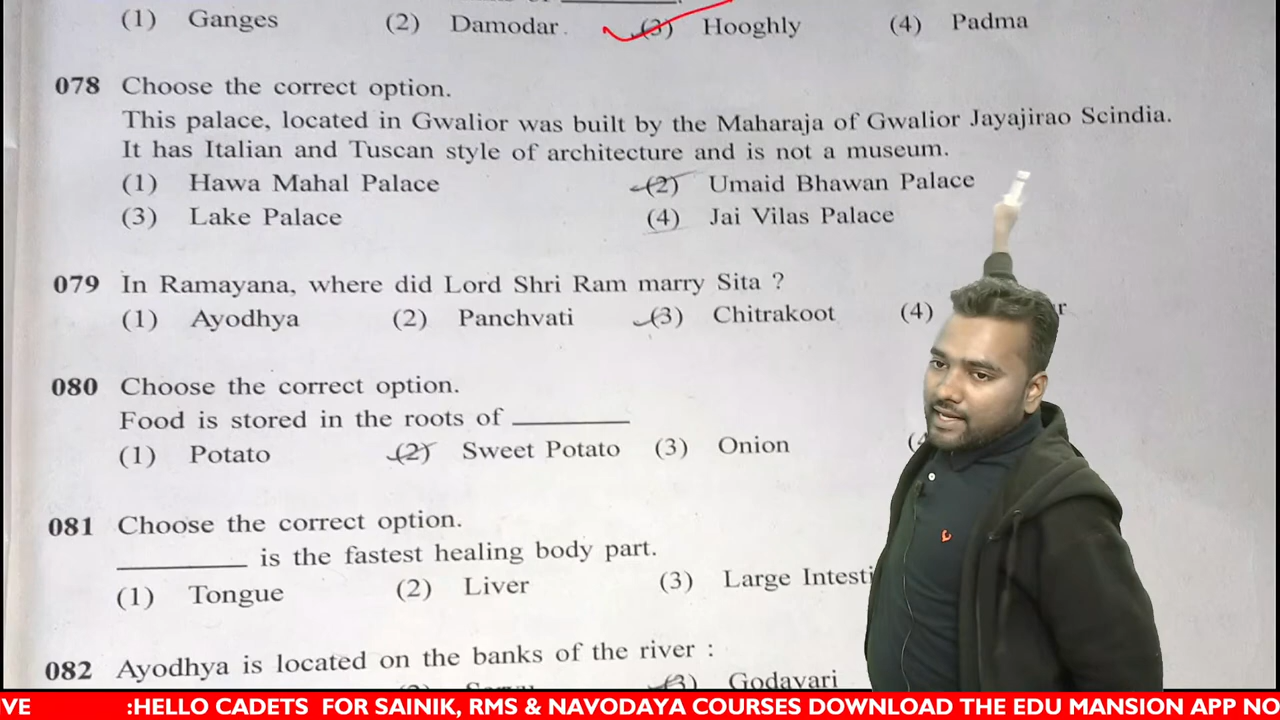 (1) Ganges (2) Damodar (3) Hooghly (4) Padma
078 Choose the correct option.
This palace, located in Gwalior was built by the Maharaja of Gwalior Jayajirao Scindia.
It has Italian and Tuscan style of architecture and is not a museum.
(1) Hawa Mahal Palace (2) Umaid Bhawan Palace
(3) Lake Palace (4) Jai Vilas Palace
079 In Ramayana, where did Lord Shri Ram marry Sita ?
(1) Ayodhya (2) Panchvati (3) Chitrakoot (4)
080 Choose the correct option.
Food is stored in the roots of ________
(1) Potato (2) Sweet Potato (3) Onion
081 Choose the correct option.
________ is the fastest healing body part.
(1) Tongue (2) Liver (3) Large
082 Ayodhya is located on the banks of the river :
(3) Godavari
:HELLO CADETS FOR SAINIK, RMS & NAVODAYA COURSES DOWNLOAD THE EDU MANSION APP